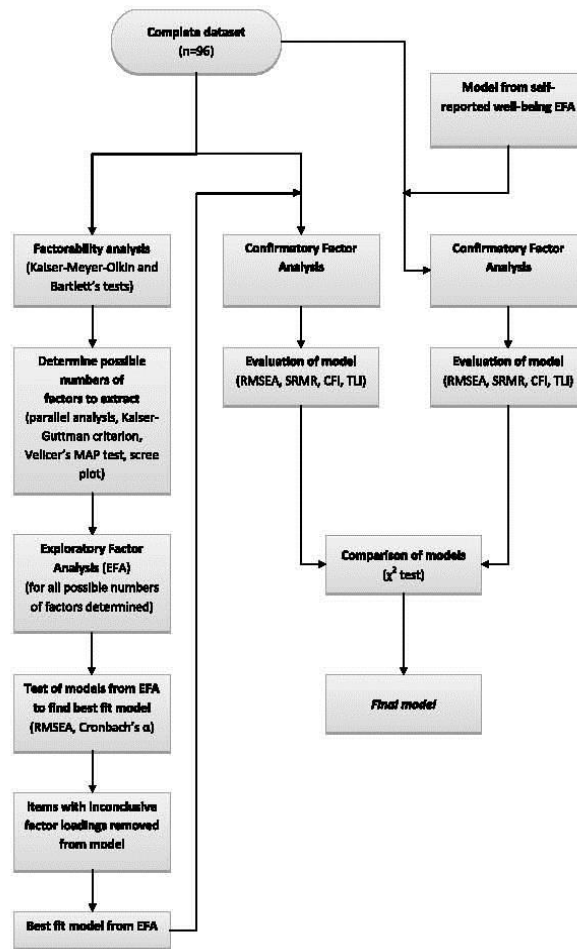 Complete dataset
(n=96)
Model from self-
reported well-being EFA
Factorability analysis
(Kaiser-Meyer-Olkin and
Bartlett's tests)
Confirmatory Factor
Analysis
Confirmatory Factor
Analysis
Determine possible
numbers of
factors to extract
(parallel analysis, Kaiser-
Guttman criterion,
Velicer's MAP test, scree
plot)
Evaluation of model
(RMSEA, SRMR, CFI, TLI)
Evaluation of model
(RMSEA, SRMR, CFI, TLI)
Exploratory Factor
Analysis (EFA)
(for all possible numbers
of factors determined)
Comparison of models
(χ² test)
Test of models from EFA
to find best fit model
(RMSEA, Cronbach's α)
Final model
Items with inconclusive
factor loadings removed
from model
Best fit model from EFA